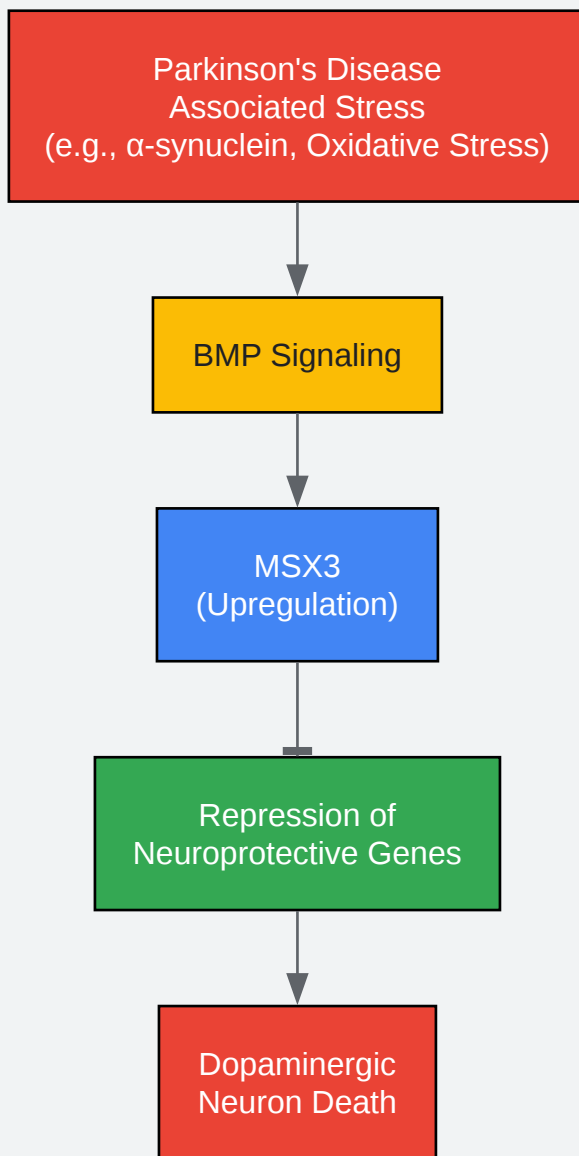 Parkinson's Disease
Associated Stress
(e.g., α-synuclein, Oxidative Stress)
BMP Signaling
MSX3
(Upregulation)
Repression of
Neuroprotective Genes
Dopaminergic
Neuron Death